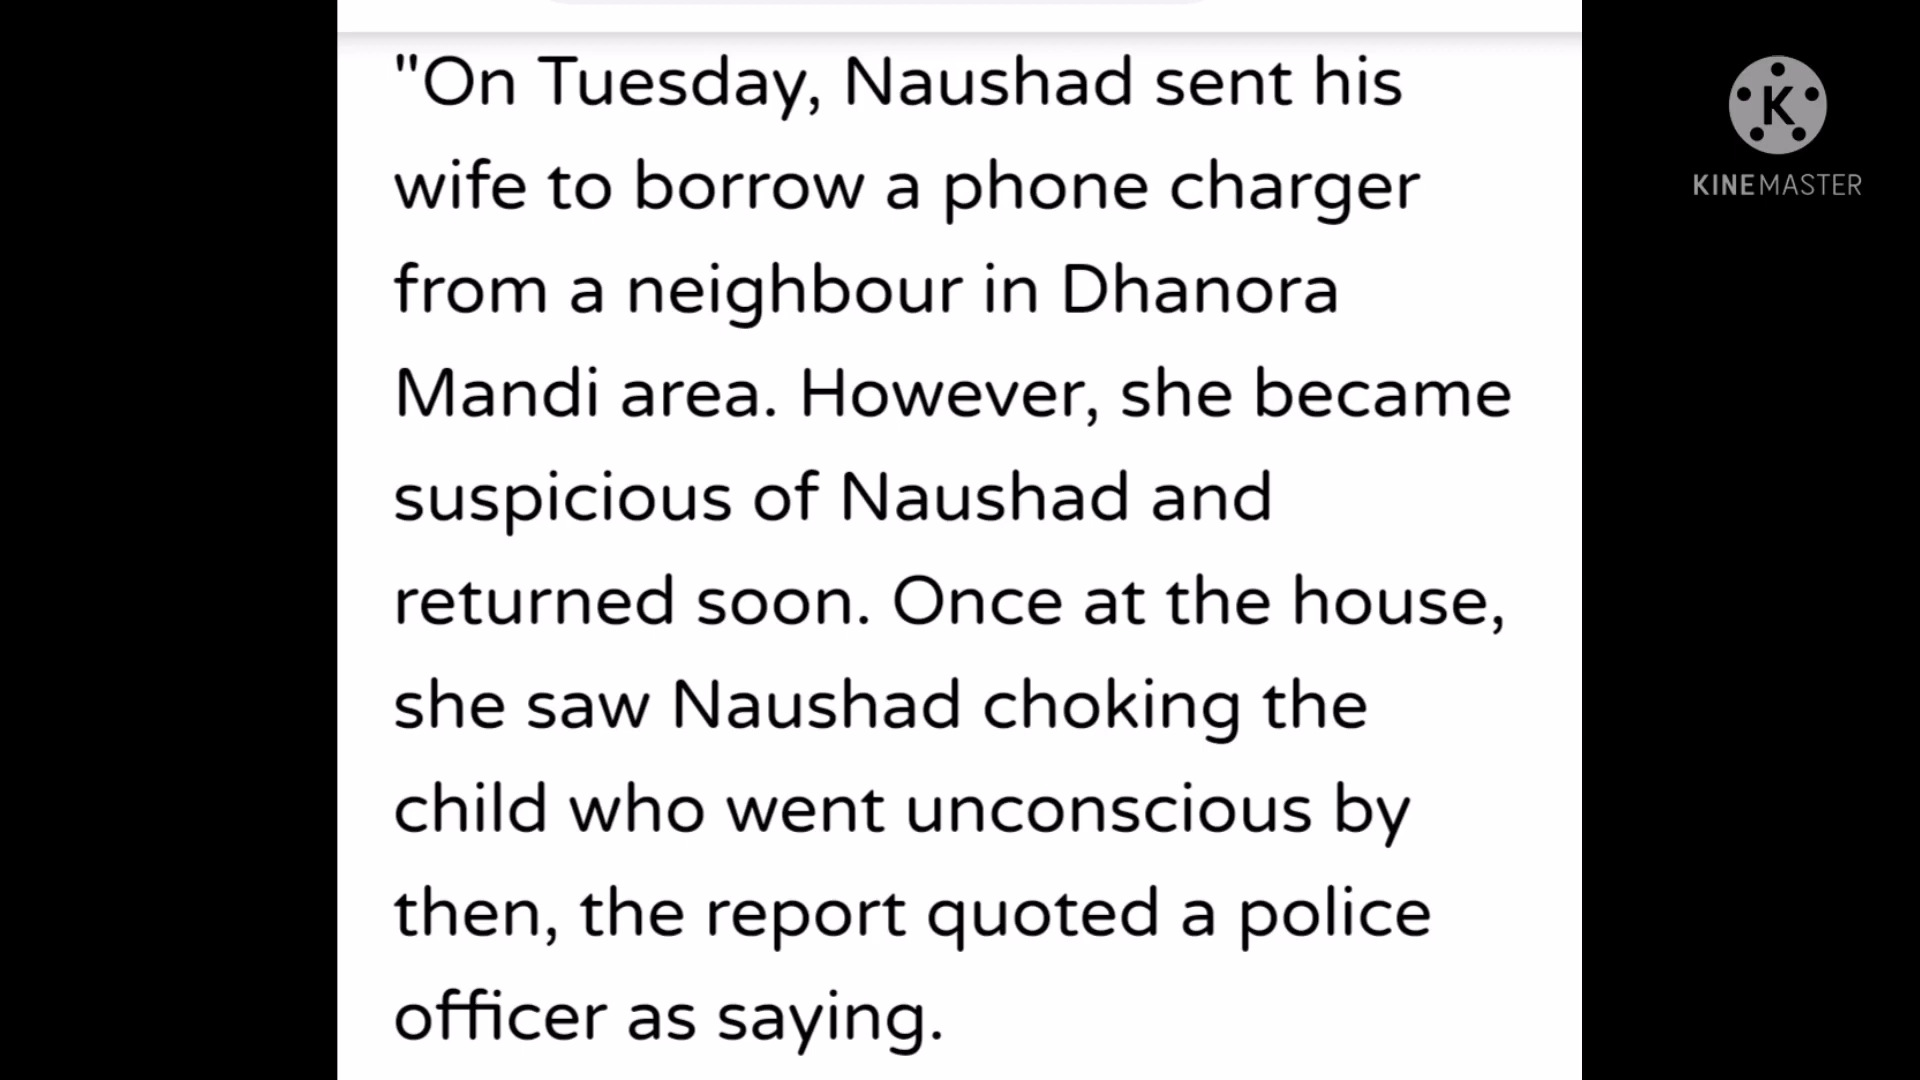 "On Tuesday, Naushad sent his
wife to borrow a phone charger
from a neighbour in Dhanora
Mandi area. However, she became
suspicious of Naushad and
returned soon. Once at the house,
she saw Naushad choking the
child who went unconscious by
then, the report quoted a police
officer as saying.
K
KINEMASTER